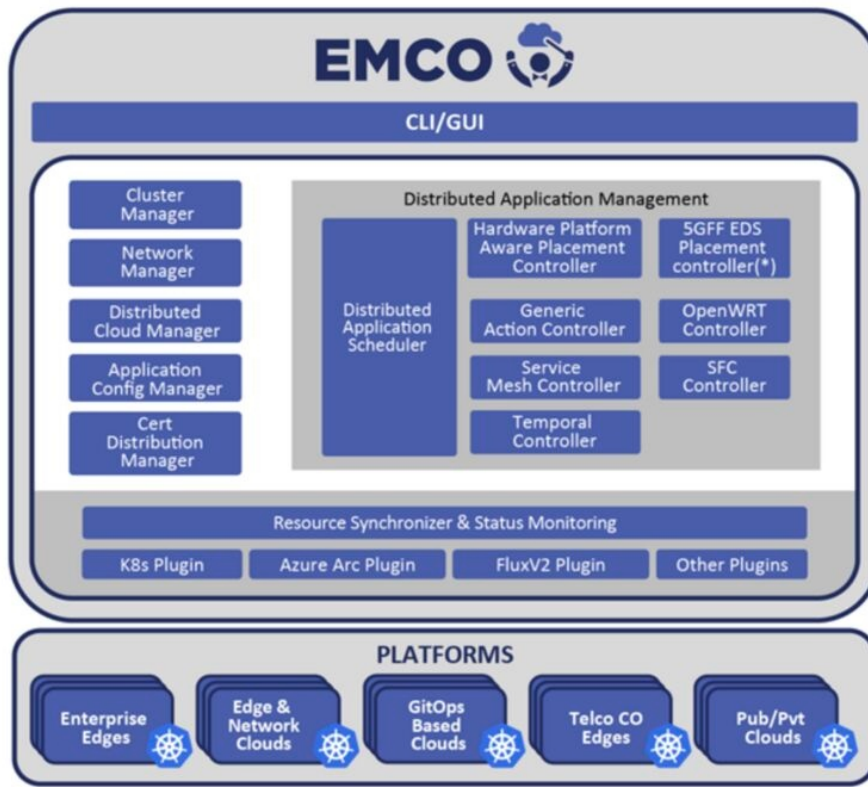 EMCO
CLI/GUI
Cluster
Manager
Network
Manager
Distributed
Cloud Manager
Application
Config Manager
Cert
Distribution
Manager
Distributed Application Management
Distributed
Application
Scheduler
Hardware Platform
Aware Placement
Controller
5GFF EDS
Placement
controller(*)
Generic
Action Controller
OpenWRT
Controller
Service
Mesh Controller
SFC
Controller
Temporal
Controller
Resource Synchronizer & Status Monitoring
K8s Plugin
Azure Arc Plugin
FluxV2 Plugin
Other Plugins
PLATFORMS
Enterprise
Edges
Edge &
Network
Clouds
GitOps
Based
Clouds
Telco CO
Edges
Pub/Pvt
Clouds